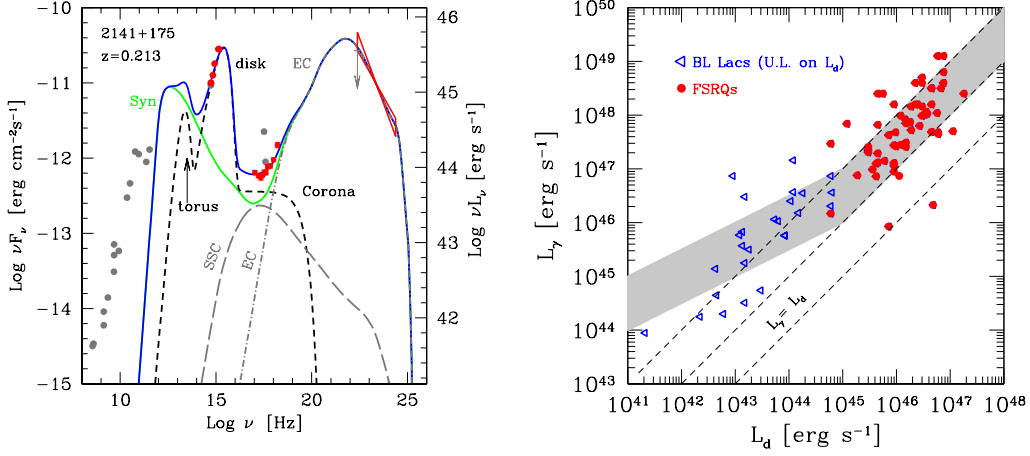 2141+175
z=0.213
Syn
disk
EC
torus
Corona
SSC
EC
−10
−11
−12
−13
−14
−15
46
45
44
43
42
10
15
20
25
Log ν [Hz]
Log νFν [erg cm⁻²s⁻¹]
Log νLν [erg s⁻¹]
BL Lacs (U.L. on Ld)
FSRQs
Lγ= Ld
10⁵⁰
10⁴⁹
10⁴⁸
10⁴⁷
10⁴⁶
10⁴⁵
10⁴⁴
10⁴³
10⁴¹
10⁴²
10⁴³
10⁴⁴
10⁴⁵
10⁴⁶
10⁴⁷
10⁴⁸
Ld [erg s⁻¹]
Lγ [erg s⁻¹]